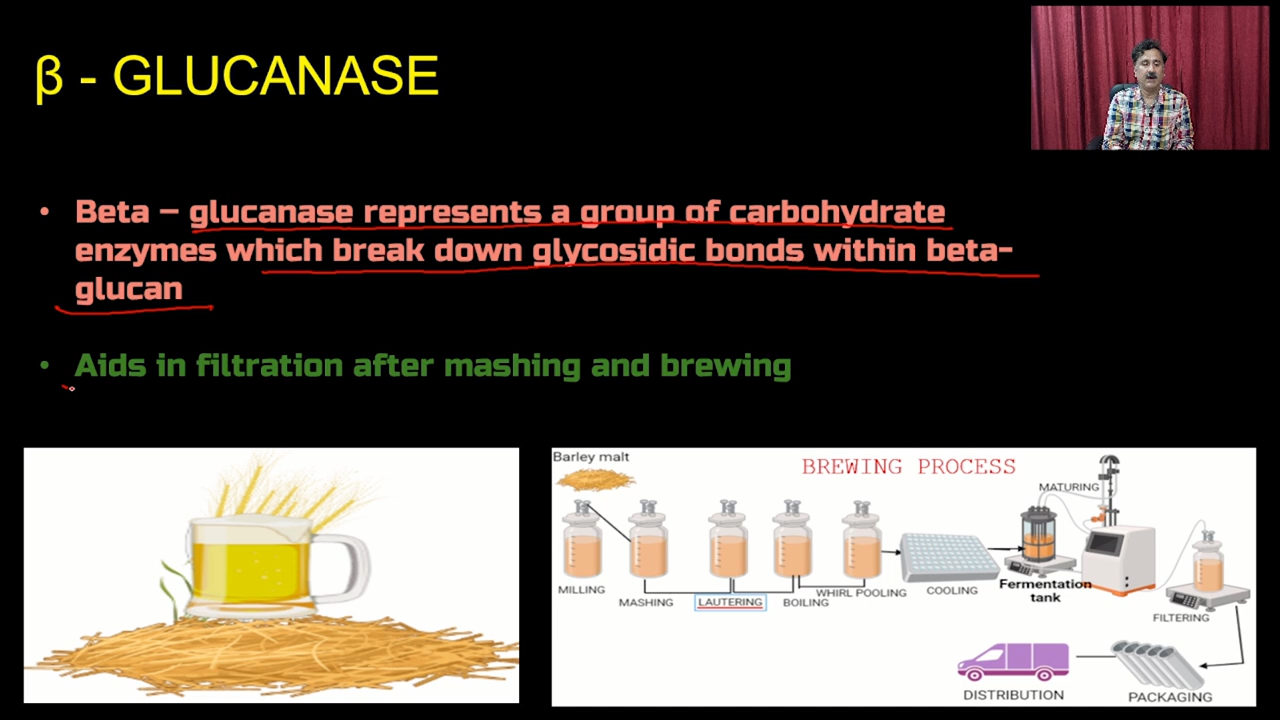 β - GLUCANASE
• Beta – glucanase represents a group of carbohydrate
enzymes which break down glycosidic bonds within beta-
glucan
• Aids in filtration after mashing and brewing
Barley malt
BREWING PROCESS
MATURING
MILLING
MASHING
LAUTERING
BOILING
WHIRL POOLING
COOLING
Fermentation
tank
FILTERING
DISTRIBUTION
PACKAGING